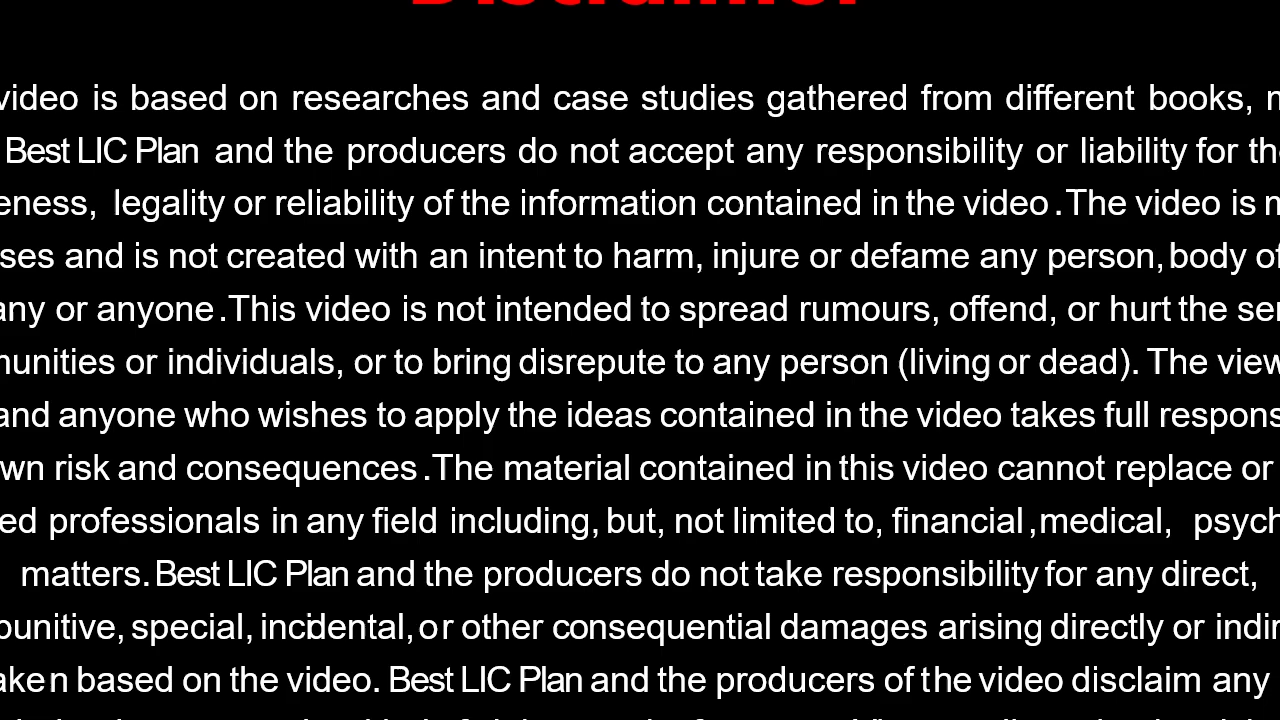 Disclaimer
video is based on researches and case studies gathered from different books,
Best LIC Plan and the producers do not accept any responsibility or liability for
legality or reliability of the information contained in the video .The video is
and is not created with an intent to harm, injure or defame any person, body of
or anyone .This video is not intended to spread rumours, offend, or hurt the
or individuals, or to bring disrepute to any person (living or dead). The
and anyone who wishes to apply the ideas contained in the video takes full
risk and consequences .The material contained in this video cannot replace or
professionals in any field including, but, not limited to, financial ,medical,
matters. Best LIC Plan and the producers do not take responsibility for any direct,
punitive, special, incidental, or other consequential damages arising directly or
based on the video. Best LIC Plan and the producers of the video disclaim any